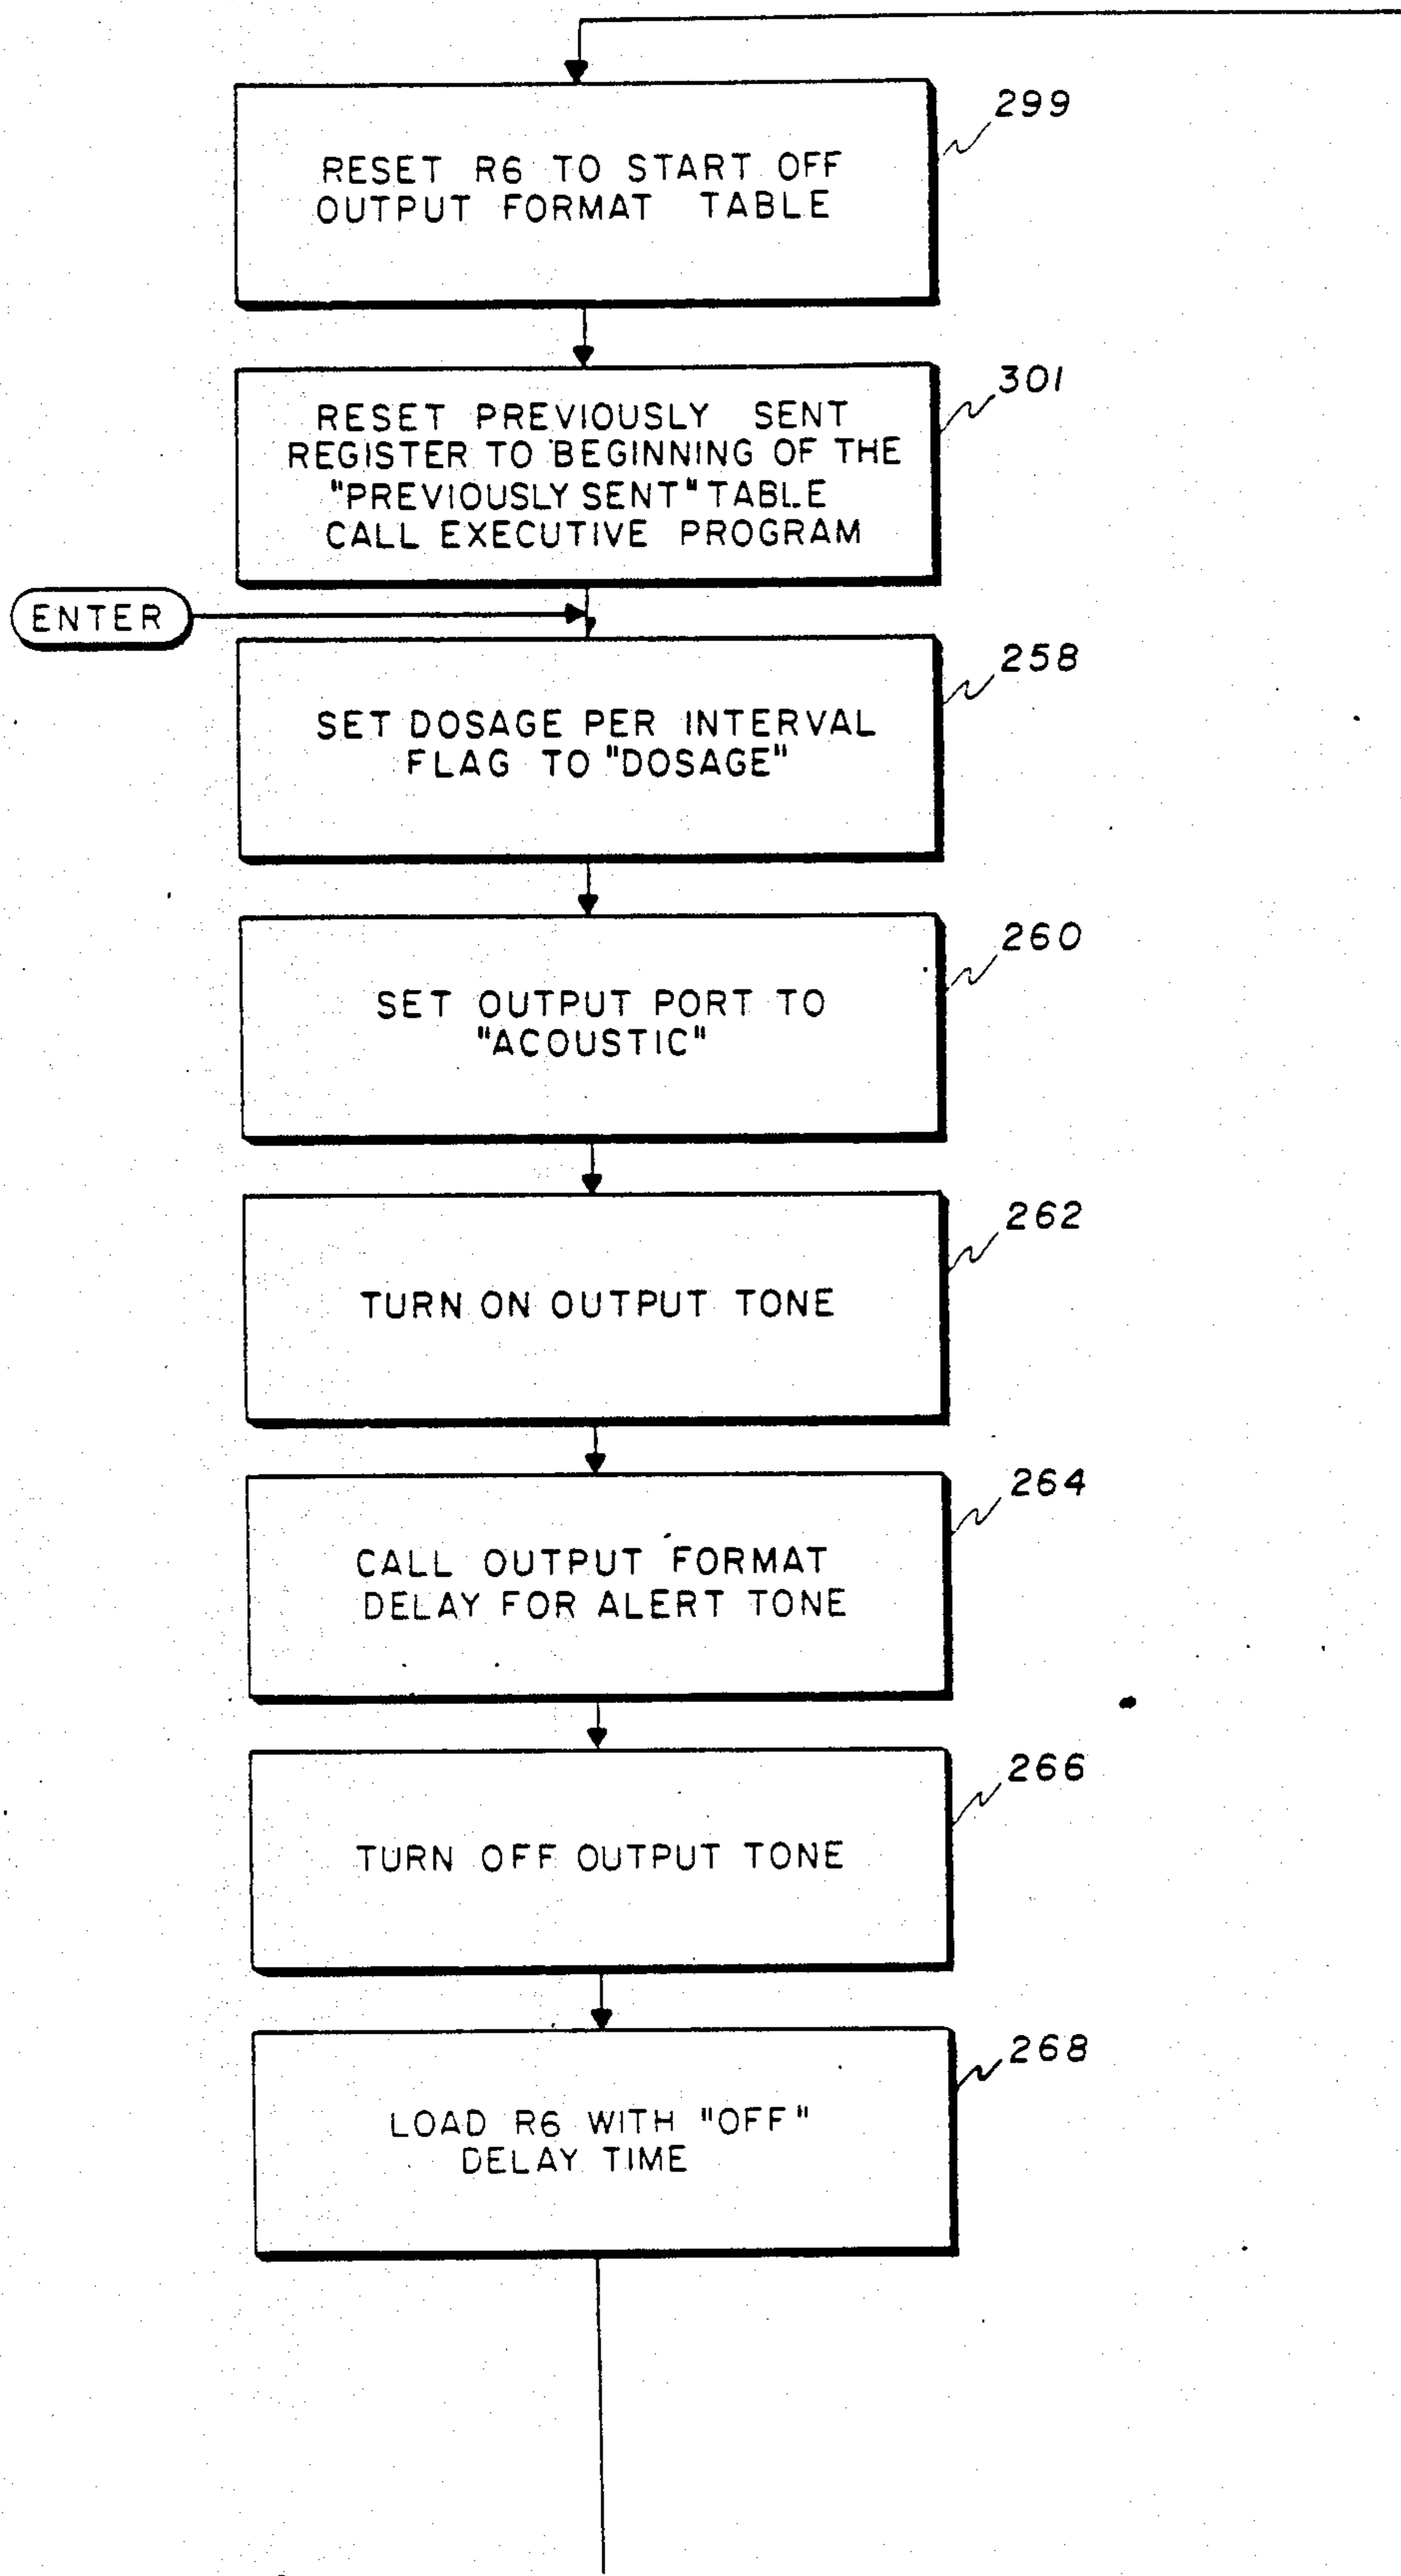 299
RESET R6 TO START OFF
OUTPUT FORMAT TABLE
301
RESET PREVIOUSLY SENT
REGISTER TO BEGINNING OF THE
"PREVIOUSLY SENT" TABLE
CALL EXECUTIVE PROGRAM
ENTER
258
SET DOSAGE PER INTERVAL
FLAG TO "DOSAGE"
260
SET OUTPUT PORT TO
"ACOUSTIC"
262
TURN ON OUTPUT TONE
264
CALL OUTPUT FORMAT
DELAY FOR ALERT TONE
266
TURN OFF OUTPUT TONE
268
LOAD R6 WITH "OFF"
DELAY TIME